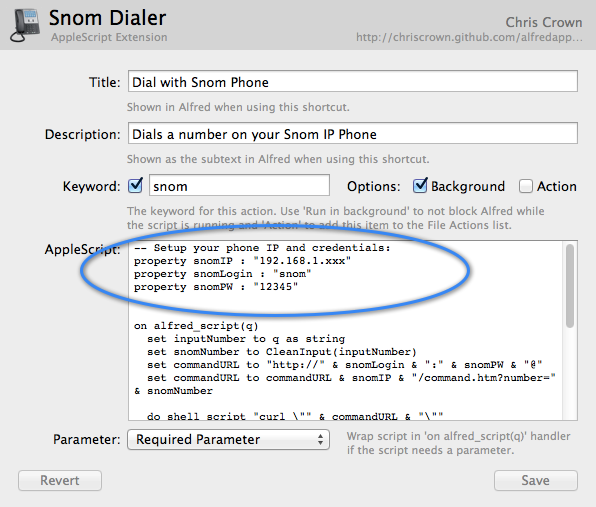 Snom Dialer
AppleScript Extension
Chris Crown
http://chriscrown.github.com/alfredapp...
Title: Dial with Snom Phone
Shown in Alfred when using this shortcut.
Description: Dials a number on your Snom IP Phone
Shown as the subtext in Alfred when using this shortcut.
Keyword: snom Options: Background Action
The keyword for this action. Use 'Run in background' to not block Alfred while
the script is running and 'Action' to add this item to the File Actions list.
AppleScript: -- Setup your phone IP and credentials:
property snomIP : "192.168.1.xxx"
property snomLogin : "snom"
property snomPW : "12345"
on alfred_script(q)
set inputNumber to q as string
set snomNumber to CleanInput(inputNumber)
set commandURL to "http://" & snomLogin & ":" & snomPW & "@"
set commandURL to commandURL & snomIP & "/command.htm?number="
& snomNumber
do shell script "curl \"" & commandURL & "\""
Parameter: Required Parameter
Wrap script in 'on alfred_script(q)' handler
if the script needs a parameter.
Revert
Save